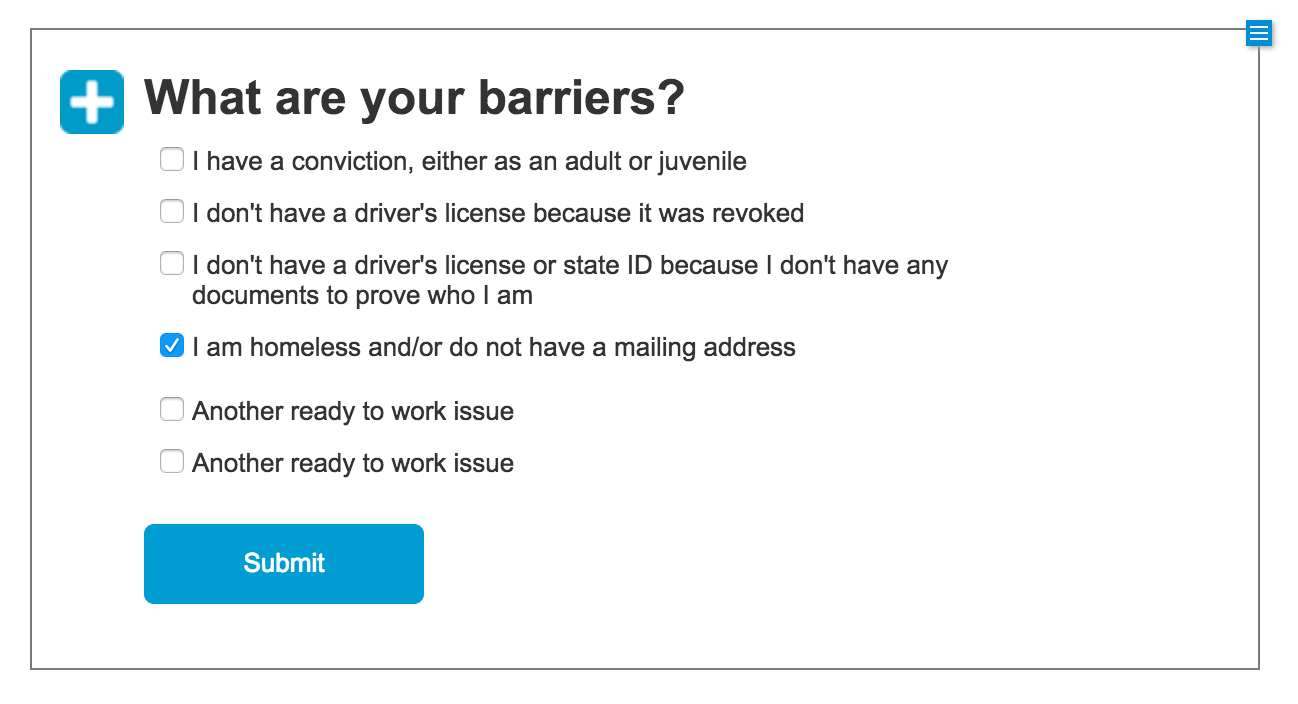 What are your barriers?
I have a conviction, either as an adult or juvenile
I don't have a driver's license because it was revoked
I don't have a driver's license or state ID because I don't have any
documents to prove who I am
I am homeless and/or do not have a mailing address
Another ready to work issue
Another ready to work issue
Submit